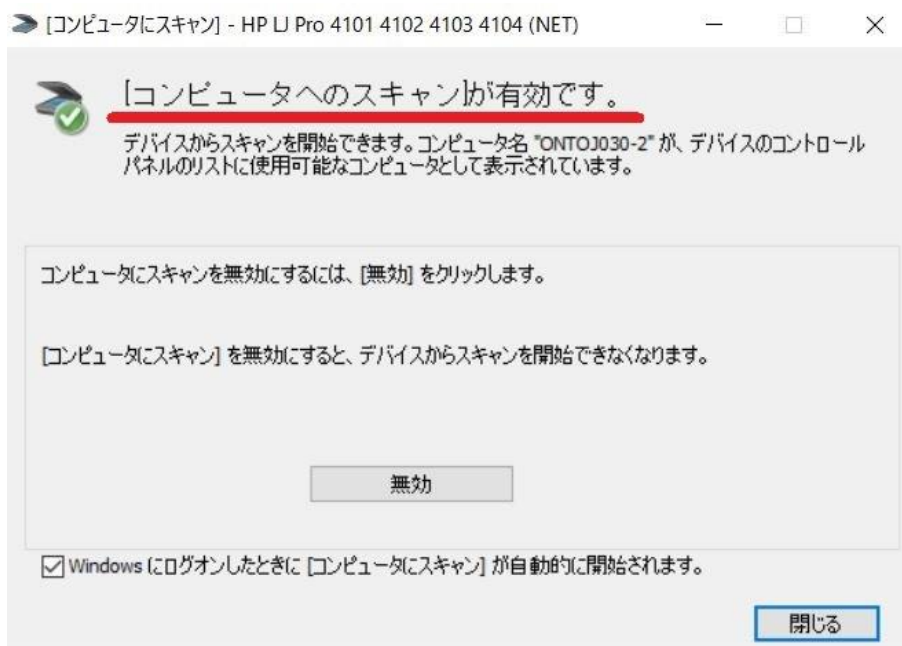 [コンピュータにスキャン] - HP LJ Pro 4101 4102 4103 4104 (NET)
[コンピュータへのスキャン]が有効です。
デバイスからスキャンを開始できます。コンピュータ名 "ONTOJ030-2" が、デバイスのコントロール
パネルのリストに使用可能なコンピュータとして表示されています。
コンピュータにスキャンを無効にするには、[無効] をクリックします。
[コンピュータにスキャン] を無効にすると、デバイスからスキャンを開始できなくなります。
無効
Windows にログオンしたときに [コンピュータにスキャン] が自動的に開始されます。
閉じる